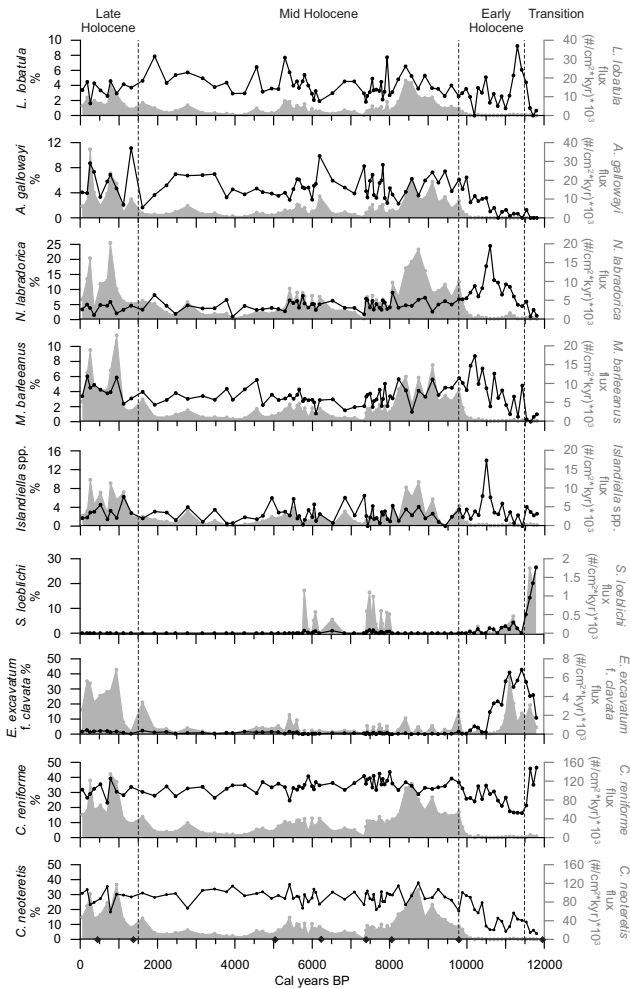 Late
Holocene
Mid Holocene
Early
Holocene
Transition
L. lobatula
%
10
8
6
4
2
0
40
30
20
10
0
L. lobatula
flux
(#/cm²*kyr)*10³
A. gallowayi
%
12
8
4
0
40
30
20
10
0
A. gallowayi
flux
(#/cm²*kyr)*10³
N. labradorica
%
25
20
15
10
5
0
20
15
10
5
0
N. labradorica
flux
(#/cm²*kyr)*10³
M. barleeanus
%
10
8
6
4
2
0
20
15
10
5
0
M. barleeanus
flux
(#/cm²*kyr)*10³
Islandiella spp.
%
16
12
8
4
0
20
15
10
5
0
Islandiella spp.
flux
(#/cm²*kyr)*10³
S. loeblichi
%
30
20
10
0
2
1.5
1
0.5
0
S. loeblichi
flux
(#/cm²*kyr)*10³
E. excavatum
f. clavata %
50
40
30
20
10
0
8
6
4
2
0
E. excavatum
f. clavata
flux
(#/cm²*kyr)*10³
C. reniforme
%
50
40
30
20
10
0
160
120
80
40
0
C. reniforme
flux
(#/cm²*kyr)*10³
C. neoteretis
%
50
40
30
20
10
0
160
120
80
40
0
C. neoteretis
flux
(#/cm²*kyr)*10³
0 2000 4000 6000 8000 10000 12000
Cal years BP